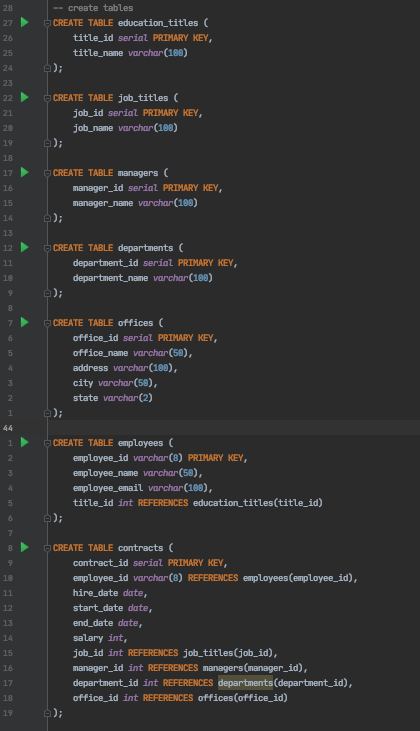 28 -- create tables
27 CREATE TABLE education_titles (
26 title_id serial PRIMARY KEY,
25 title_name varchar(100)
24 );
23
22 CREATE TABLE job_titles (
21 job_id serial PRIMARY KEY,
20 job_name varchar(100)
19 );
18
17 CREATE TABLE managers (
16 manager_id serial PRIMARY KEY,
15 manager_name varchar(100)
14 );
13
12 CREATE TABLE departments (
11 department_id serial PRIMARY KEY,
10 department_name varchar(100)
9 );
8
7 CREATE TABLE offices (
6 office_id serial PRIMARY KEY,
5 office_name varchar(50),
4 address varchar(100),
3 city varchar(50),
2 state varchar(2)
1 );
44
1 CREATE TABLE employees (
2 employee_id varchar(8) PRIMARY KEY,
3 employee_name varchar(50),
4 employee_email varchar(100),
5 title_id int REFERENCES education_titles(title_id)
6 );
7
8 CREATE TABLE contracts (
9 contract_id serial PRIMARY KEY,
10 employee_id varchar(8) REFERENCES employees(employee_id),
11 hire_date date,
12 start_date date,
13 end_date date,
14 salary int,
15 job_id int REFERENCES job_titles(job_id),
16 manager_id int REFERENCES managers(manager_id),
17 department_id int REFERENCES departments(department_id),
18 office_id int REFERENCES offices(office_id)
19 );